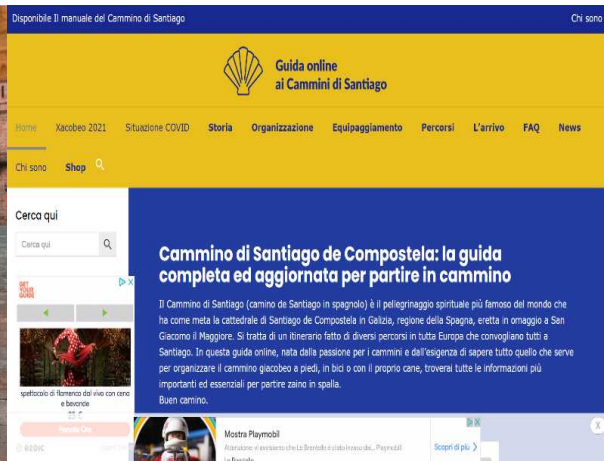 Disponibile Il manuale del Cammino di Santiago
Chi sono
Guida online
ai Cammini di Santiago
Home Xacobeo 2021 Situazione COVID Storia Organizzazione Equipaggiamento Percorsi L'arrivo FAQ News
Chi sono Shop
Cerca qui
Cerca qui
GET
YOUR
GUIDE
spettacolo di flamenco dal vivo con cena
e bevande
Cammino di Santiago de Compostela: la guida
completa ed aggiornata per partire in cammino
Il Cammino di Santiago (camino de Santiago in spagnolo) è il pellegrinaggio spirituale più famoso del mondo che
ha come meta la cattedrale di Santiago de Compostela in Galizia, regione della Spagna, eretta in omaggio a San
Giacomo il Maggiore. Si tratta di un itinerario fatto di diversi percorsi in tutta Europa che convogliano tutti a
Santiago. In questa guida online, nata dalla passione per i cammini e dall'esigenza di sapere tutto quello che serve
per organizzare il cammino giacobeo a piedi, in bici o con il proprio cane, troverai tutte le informazioni più
importanti ed essenziali per partire zaino in spalla.
Buen camino.
Mostra Playmobil
Scopri di più